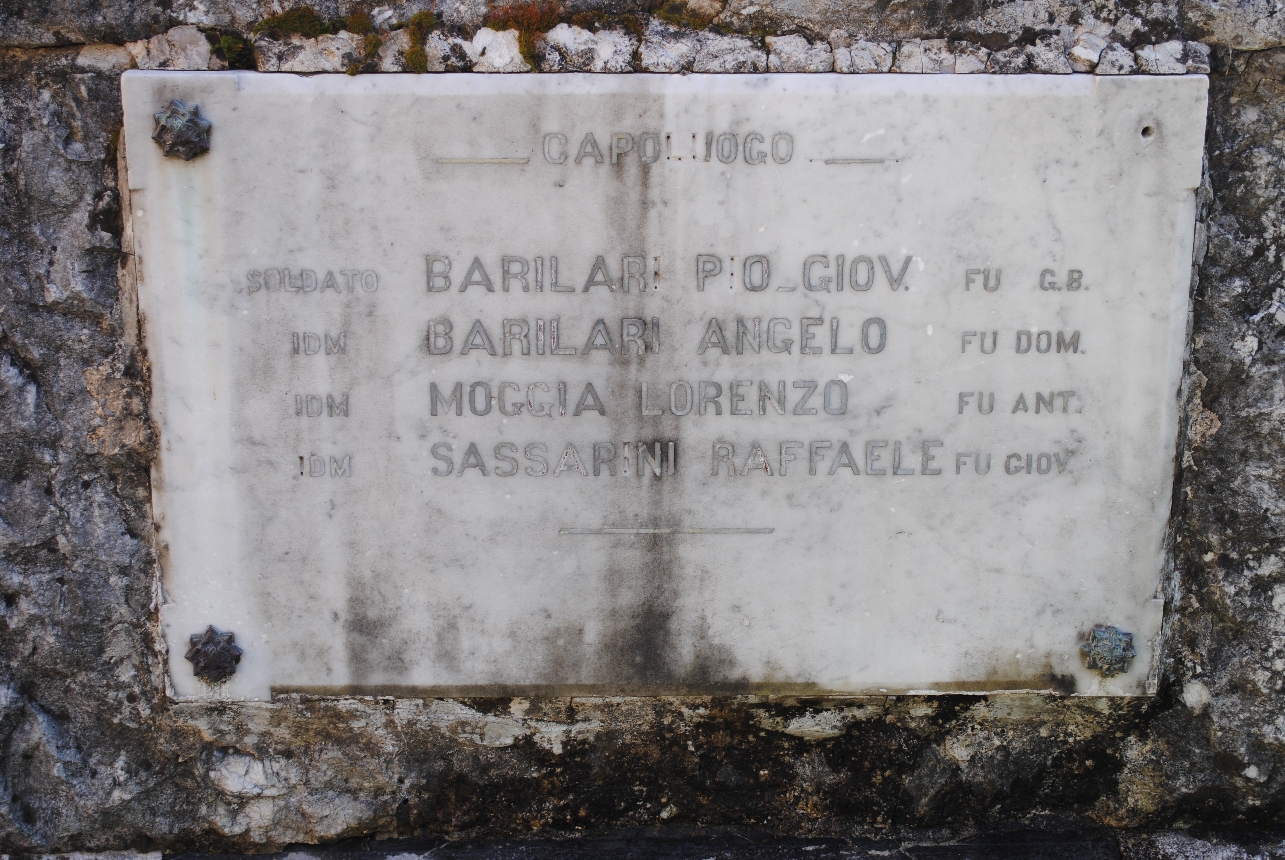 CAPOLUOGO
SOLDATO BARILARI PIO-GIOV. FU G.B.
IDM BARILARI ANGELO FU DOM.
IDM MOGGIA LORENZO FU ANT.
IDM SASSARINI RAFFAELE FU GIOV.